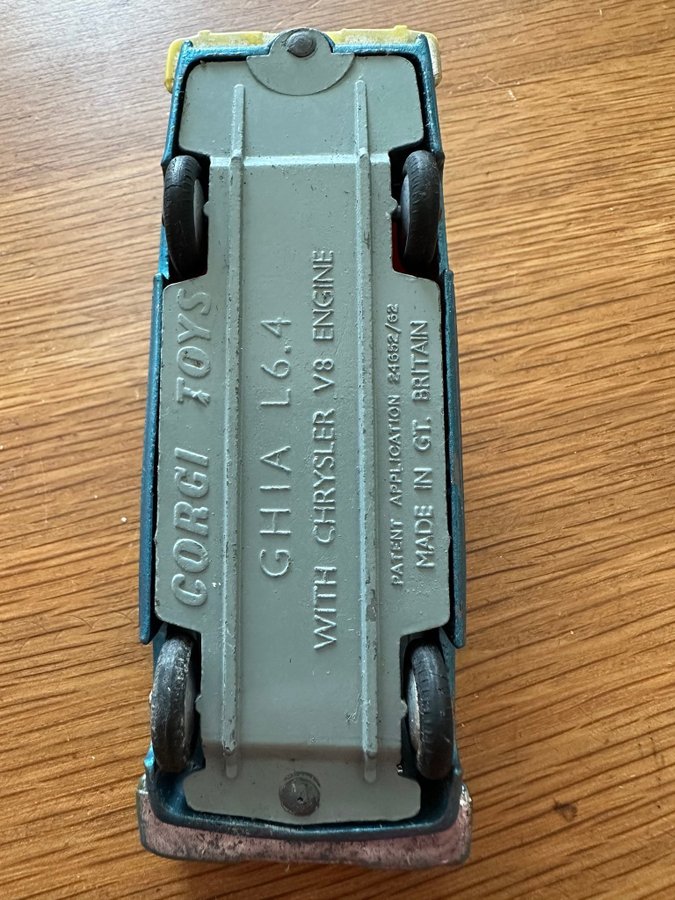 CORGI TOYS
GHIA L6.4
WITH CHRYSLER V8 ENGINE
PATENT APPLICATION 24652/62
MADE IN GT. BRITAIN